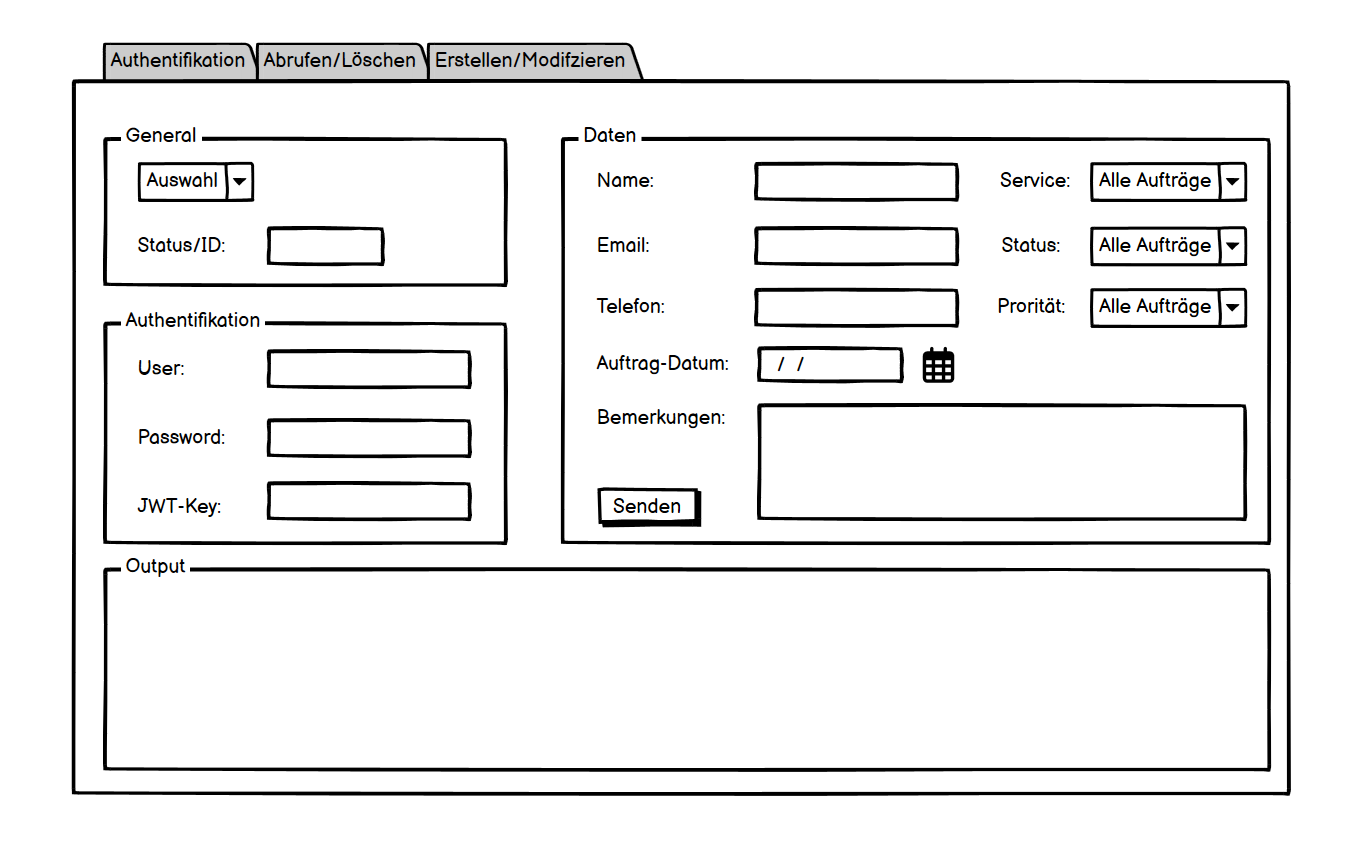 Authentifikation Abrufen/Löschen Erstellen/Modifzieren
General
Auswahl
Status/ID:
Authentifikation
User:
Password:
JWT-Key:
Daten
Name:
Service: Alle Aufträge
Email:
Status: Alle Aufträge
Telefon:
Prorität: Alle Aufträge
Auftrag-Datum: / /
Bemerkungen:
Senden
Output